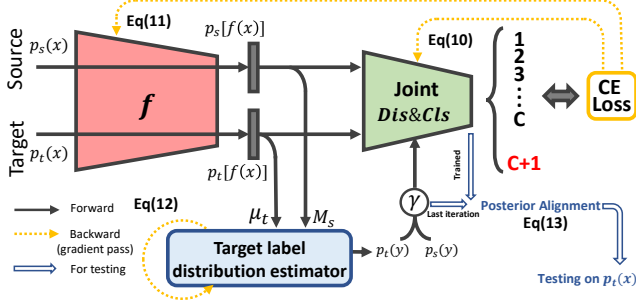 Eq(11)
Source
p_s(x)
p_s[f(x)]
f
Target
p_t(x)
p_t[f(x)]
Eq(10)
Joint
Dis&Cls
1
2
3
⋮
C
C+1
CE
Loss
Trained
γ
Last iteration
Posterior Alignment
Eq(13)
Testing on p_t(x)
Forward
Backward
(gradient pass)
For testing
Eq(12)
μ_t
M_s
Target label
distribution estimator
p_t(y)
p_s(y)